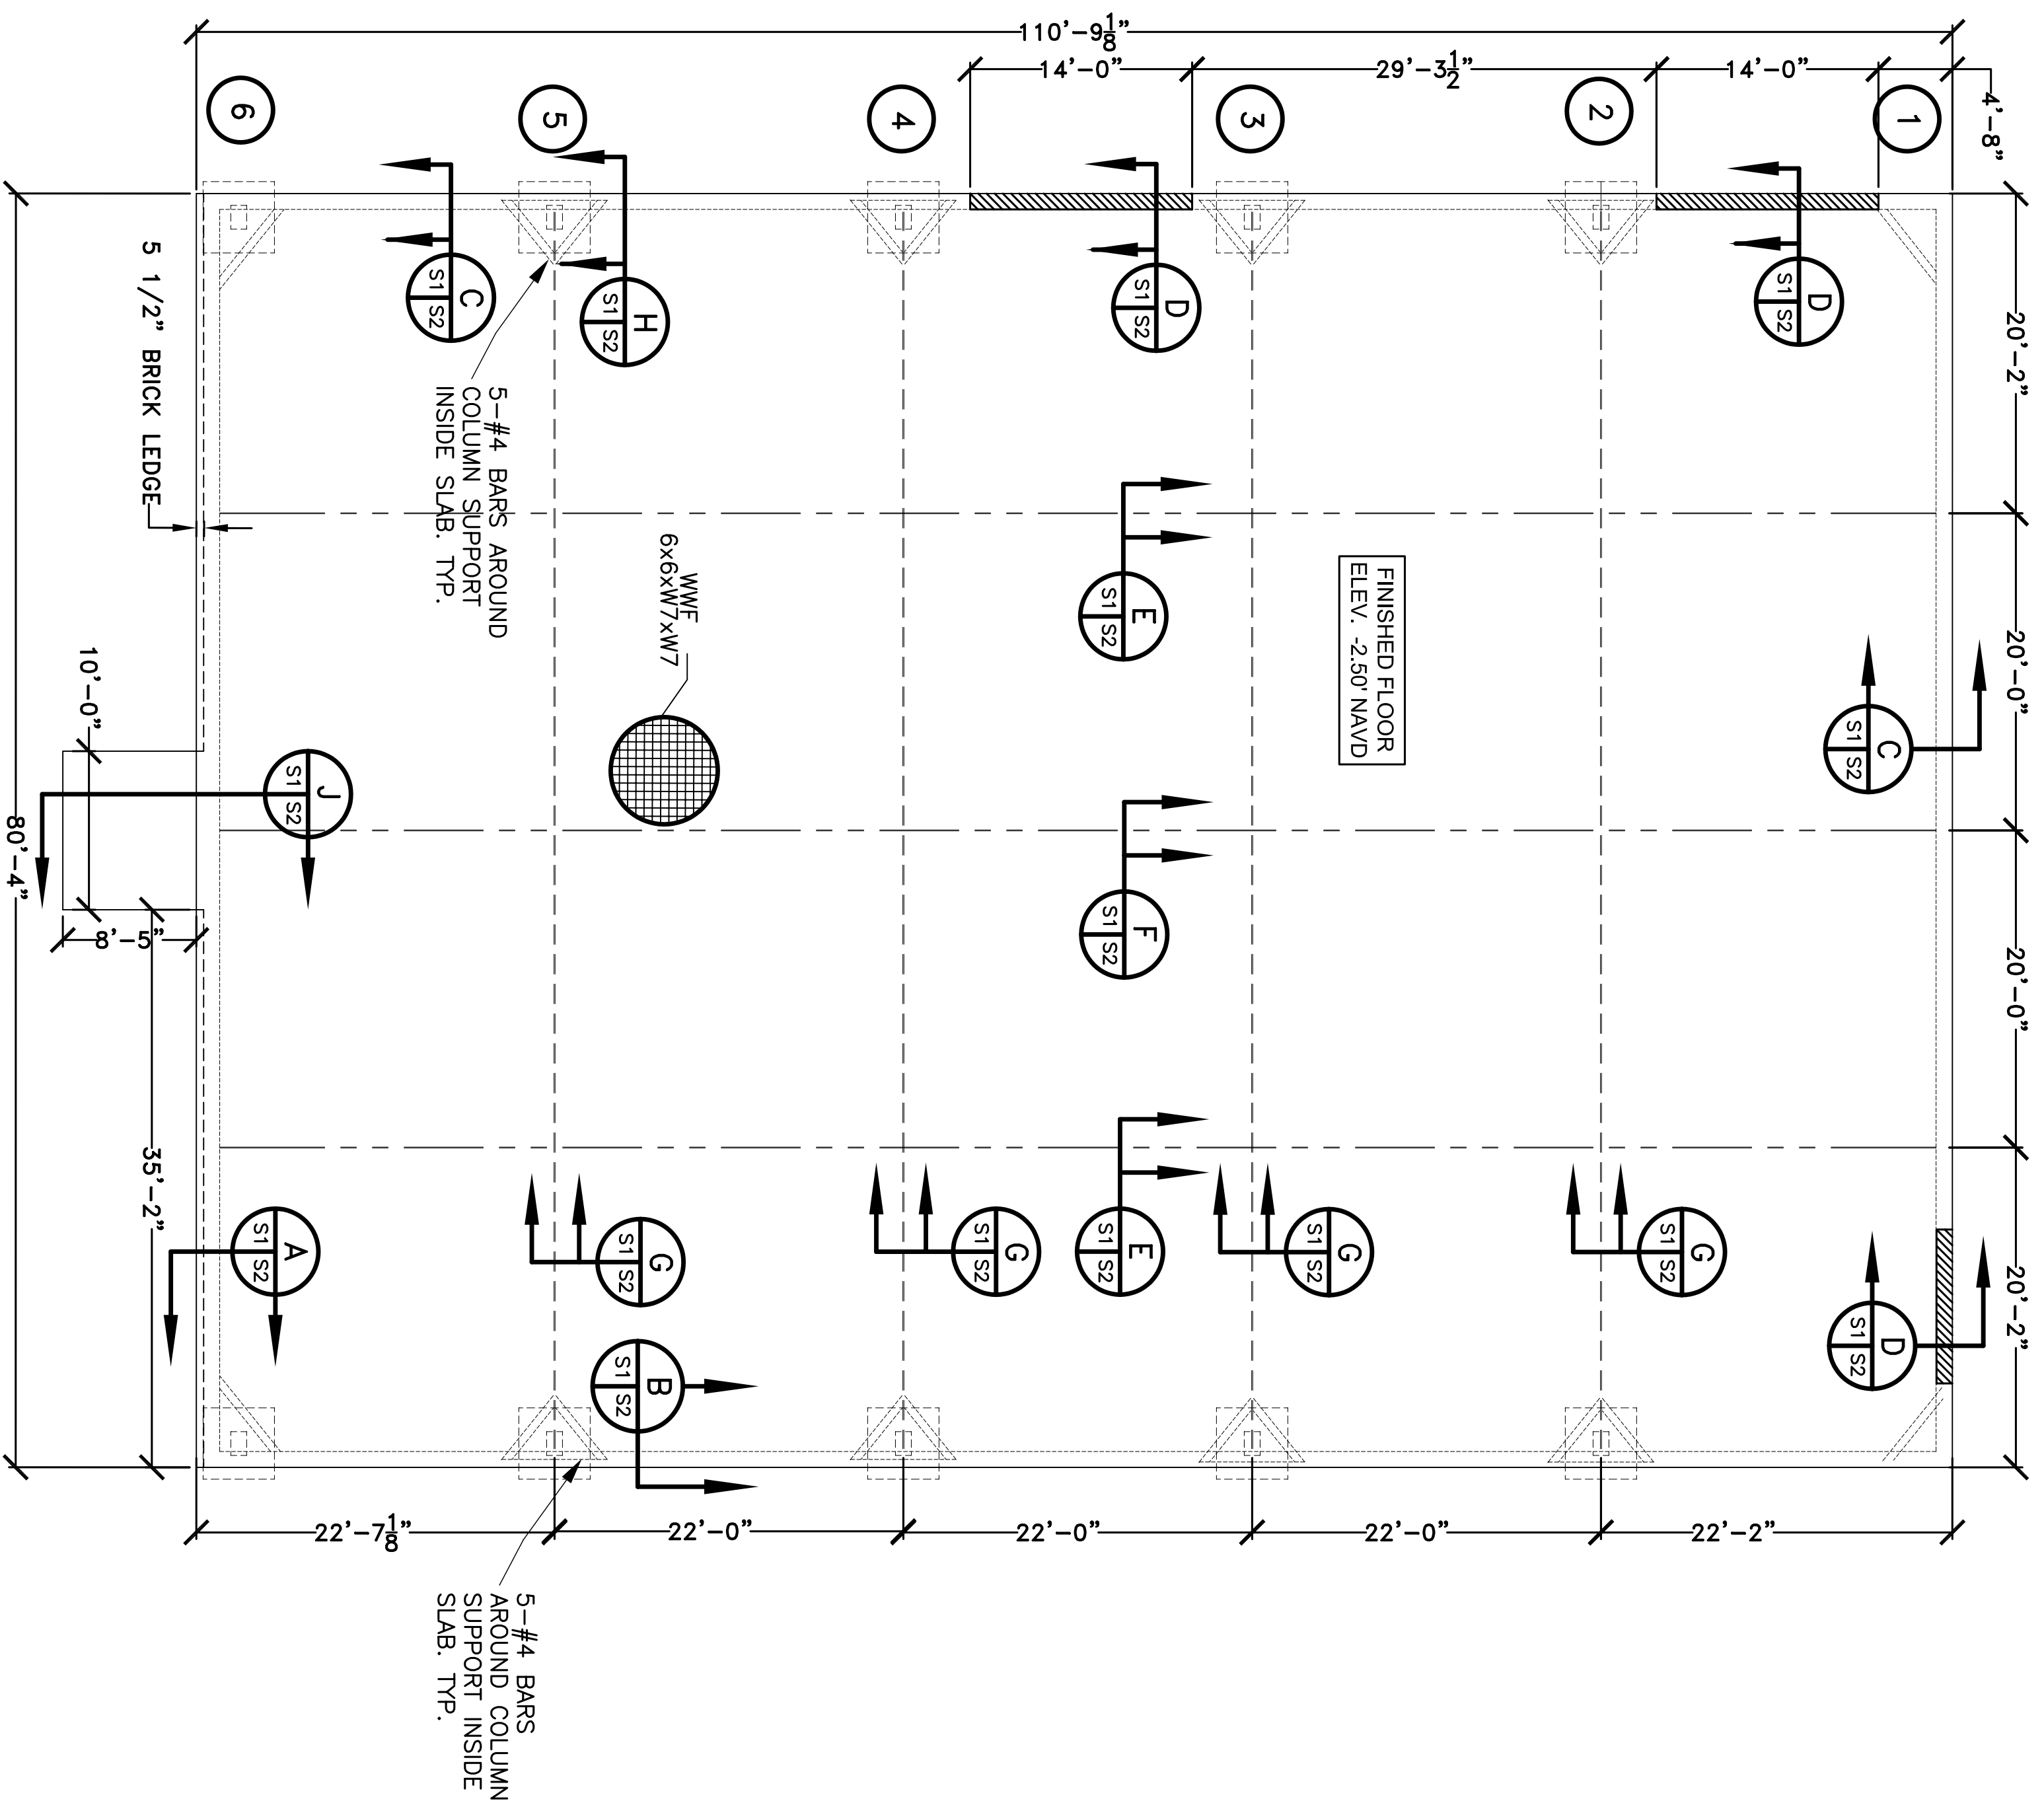 110'-9 1/8"
14'-0"
29'-3 1/2"
14'-0"
4'-8"
6
5
4
3
2
1
20'-2"
20'-0"
20'-0"
20'-2"
80'-4"
C
S1 S2
H
S1 S2
D
S1 S2
D
S1 S2
5 1/2" BRICK LEDGE
5-#4 BARS AROUND
COLUMN SUPPORT
INSIDE SLAB. TYP.
WWF
6x6xW7xW7
E
S1 S2
FINISHED FLOOR
ELEV. -2.50' NAVD
C
S1 S2
10'-0"
J
S1 S2
8'-5"
F
S1 S2
35'-2"
A
S1 S2
G
S1 S2
G
S1 S2
E
S1 S2
G
S1 S2
G
S1 S2
D
S1 S2
B
S1 S2
22'-7 1/8"
22'-0"
22'-0"
22'-0"
22'-2"
5-#4 BARS
AROUND COLUMN
SUPPORT INSIDE
SLAB. TYP.